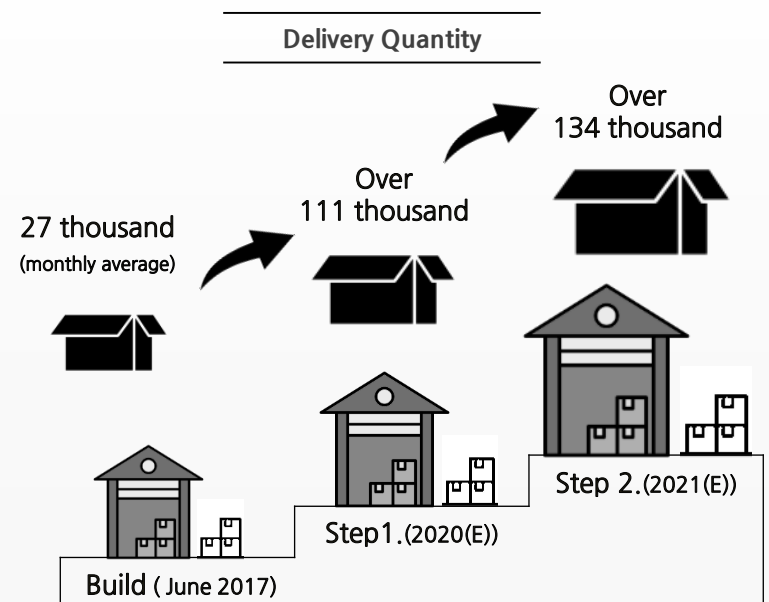 Delivery Quantity
Over
134 thousand
Over
111 thousand
27 thousand
(monthly average)
Step 2.(2021(E))
Step1.(2020(E))
Build ( June 2017)